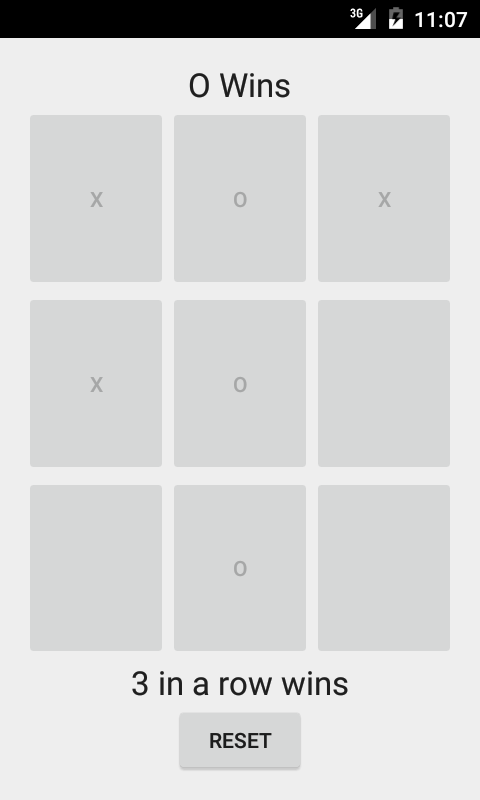 3G 11:07
O Wins
X O X
X O
O
3 in a row wins
RESET